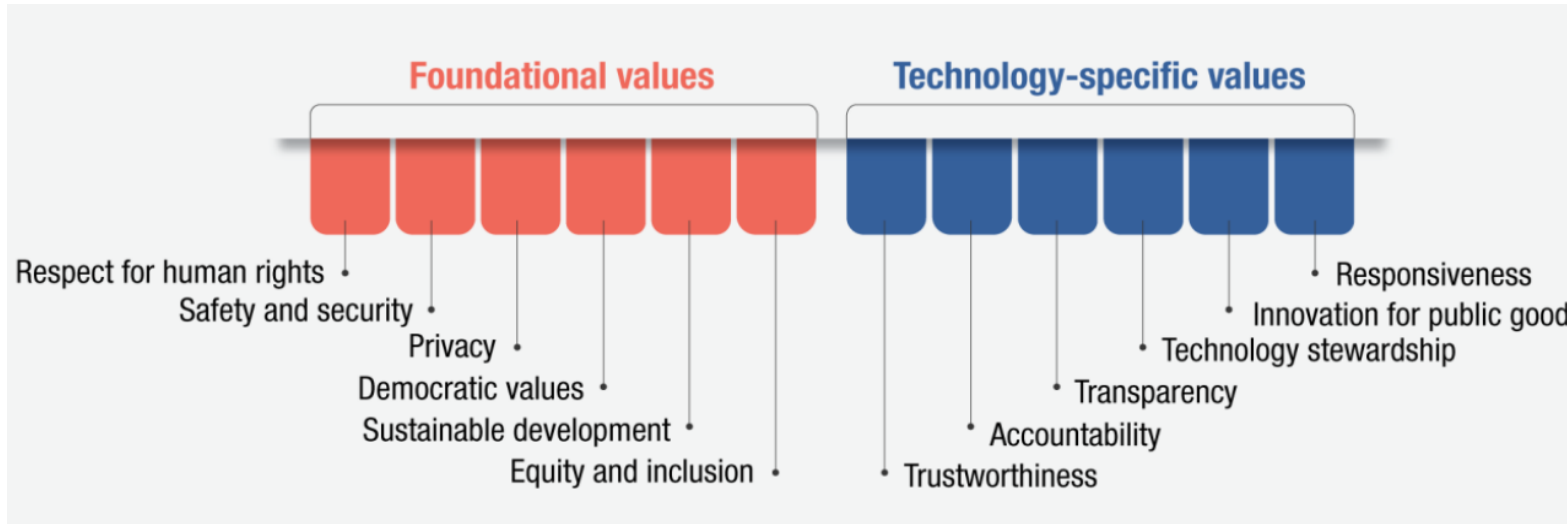 Foundational values
Technology-specific values
Respect for human rights
Safety and security
Privacy
Democratic values
Sustainable development
Equity and inclusion
Responsiveness
Innovation for public good
Technology stewardship
Transparency
Accountability
Trustworthiness